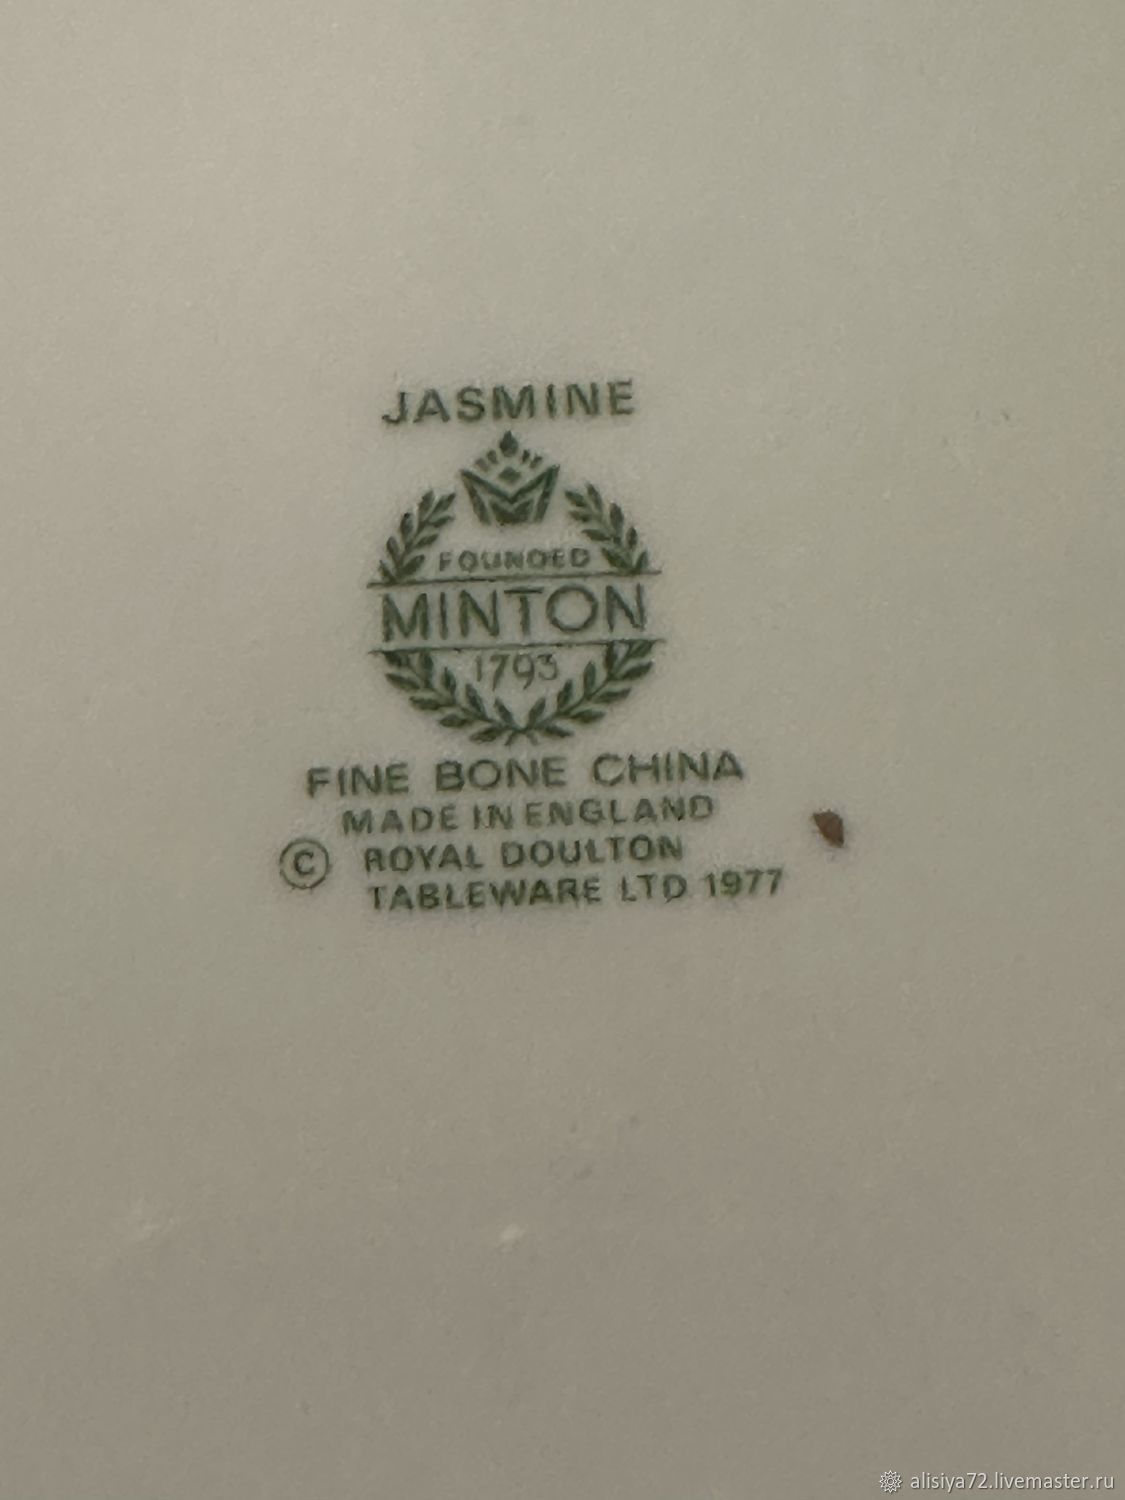 JASMINE
FOUNDED
MINTON
1793
FINE BONE CHINA
MADE IN ENGLAND
© ROYAL DOULTON
TABLEWARE LTD 1977
alisiya72.livemaster.ru